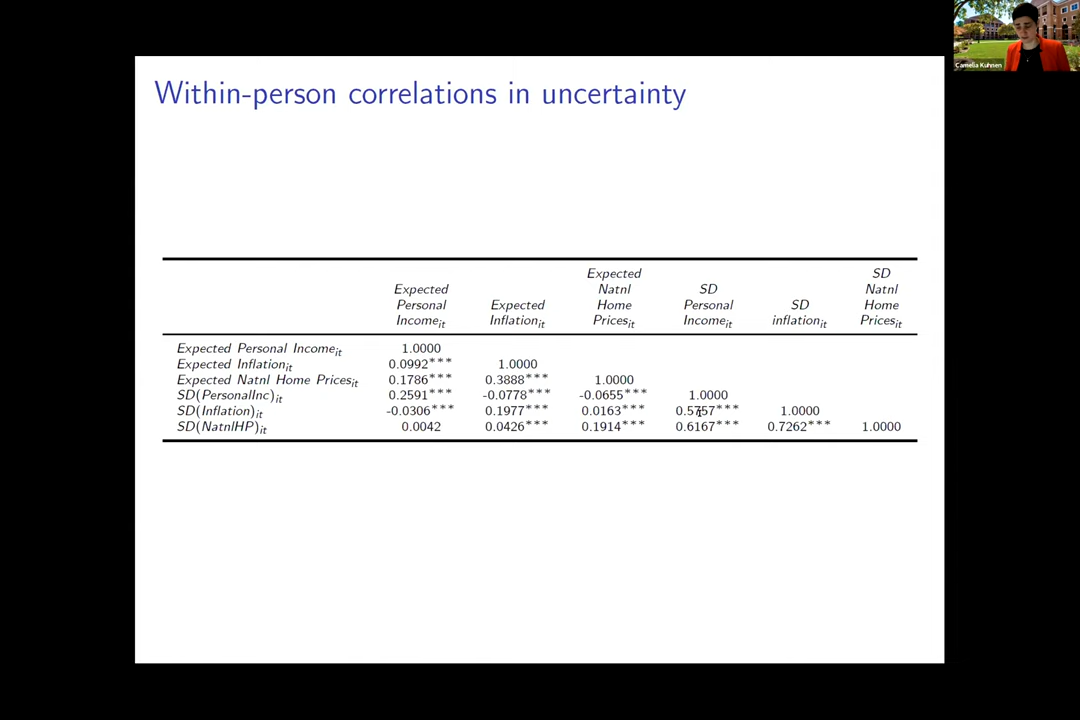 Camelia Kuhnen
Within-person correlations in uncertainty
Expected Personal Income_it Expected Inflation_it Expected Natnl Home Prices_it SD Personal Income_it SD inflation_it SD Natnl Home Prices_it
Expected Personal Income_it 1.0000
Expected Inflation_it 0.0992*** 1.0000
Expected Natnl Home Prices_it 0.1786*** 0.3888*** 1.0000
SD(PersonalInc)_it 0.2591*** -0.0778*** -0.0655*** 1.0000
SD(Inflation)_it -0.0306*** 0.1977*** 0.0163*** 1.0000
SD(NatnlHP)_it 0.0042 0.0426*** 0.1914*** 0.6167*** 0.7262*** 1.0000